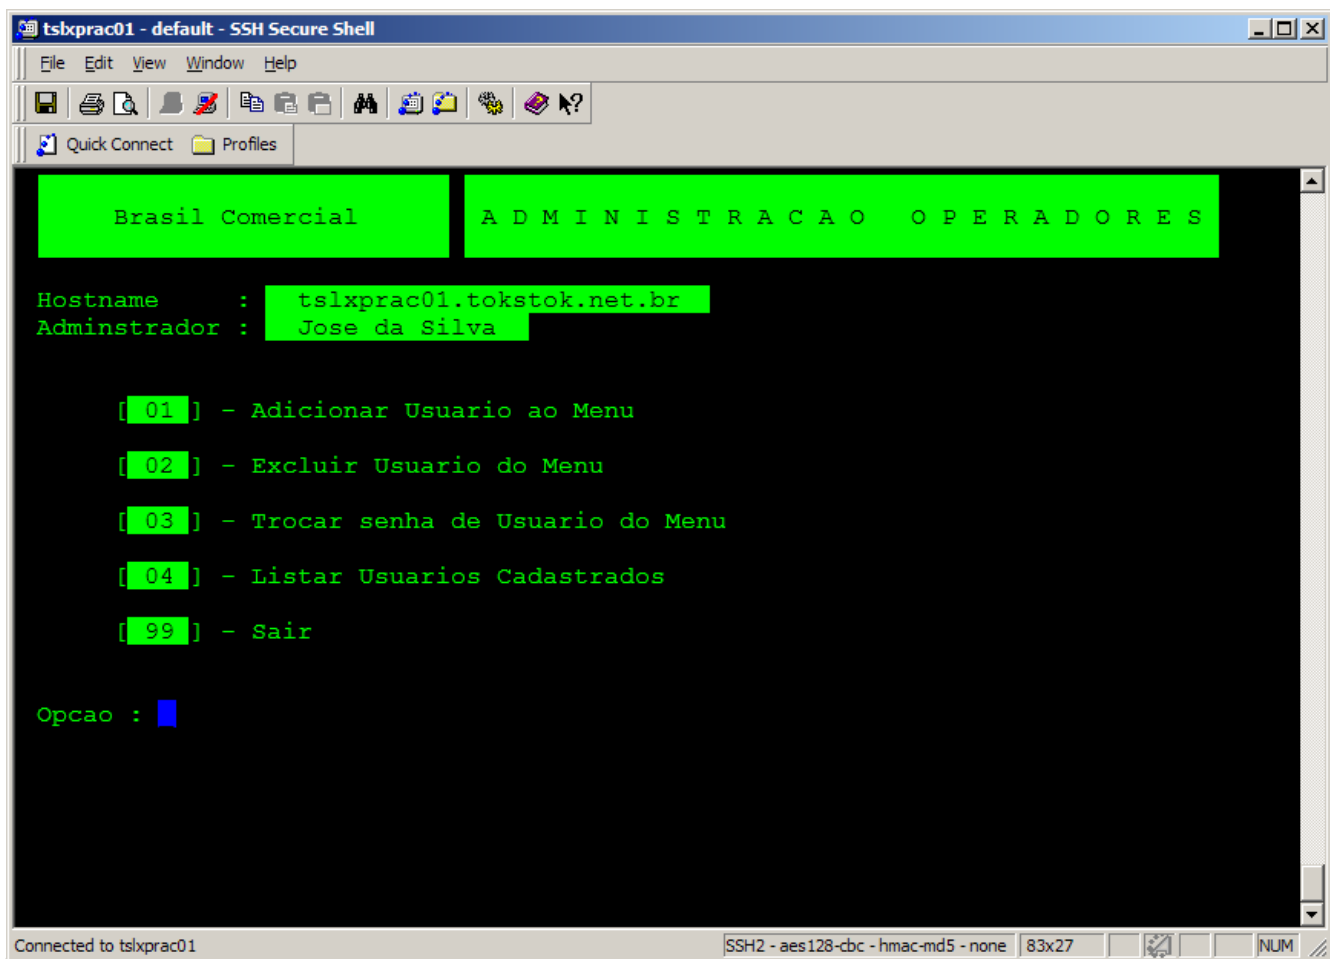 tslxprac01 - default - SSH Secure Shell
File Edit View Window Help
Quick Connect Profiles
Brasil Comercial A D M I N I S T R A C A O O P E R A D O R E S
Hostname : tslxprac01.tokstok.net.br
Adminstrador : Jose da Silva
[ 01 ] - Adicionar Usuario ao Menu
[ 02 ] - Excluir Usuario do Menu
[ 03 ] - Trocar senha de Usuario do Menu
[ 04 ] - Listar Usuarios Cadastrados
[ 99 ] - Sair
Opcao :
Connected to tslxprac01 SSH2 - aes128-cbc - hmac-md5 - none 83x27 NUM